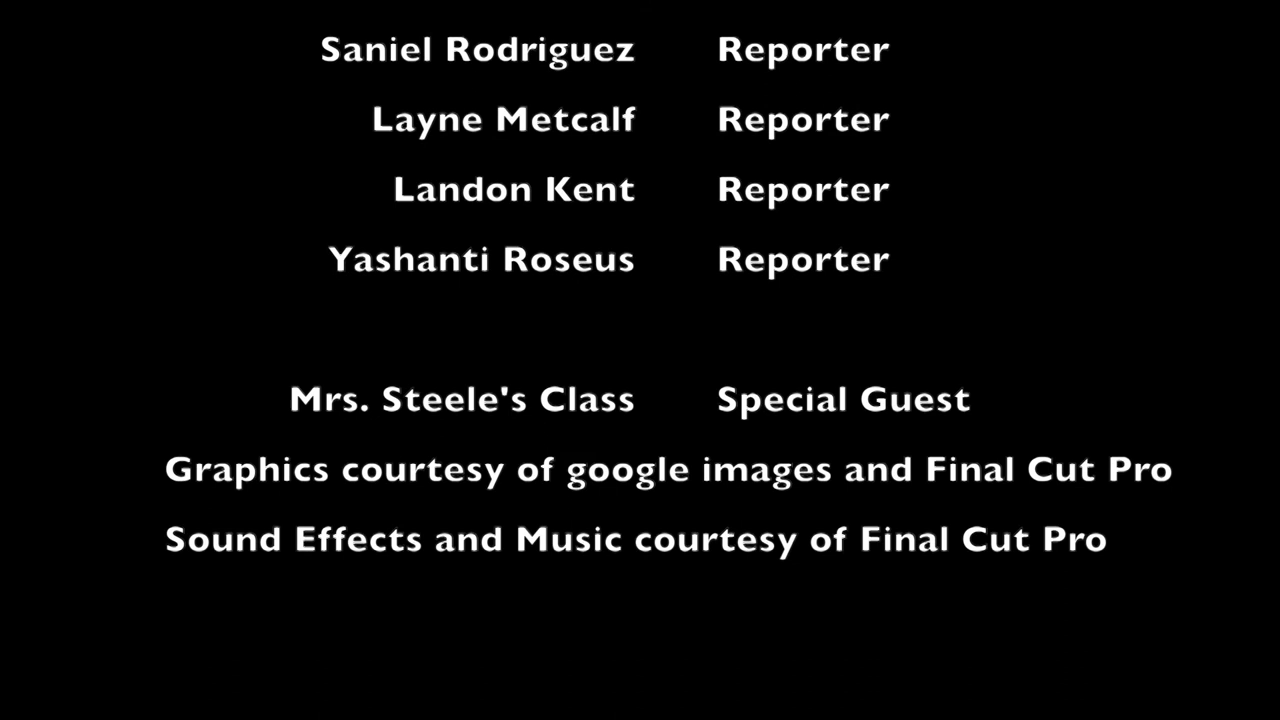 Saniel Rodriguez Reporter
Layne Metcalf Reporter
Landon Kent Reporter
Yashanti Roseus Reporter
Mrs. Steele's Class Special Guest
Graphics courtesy of google images and Final Cut Pro
Sound Effects and Music courtesy of Final Cut Pro